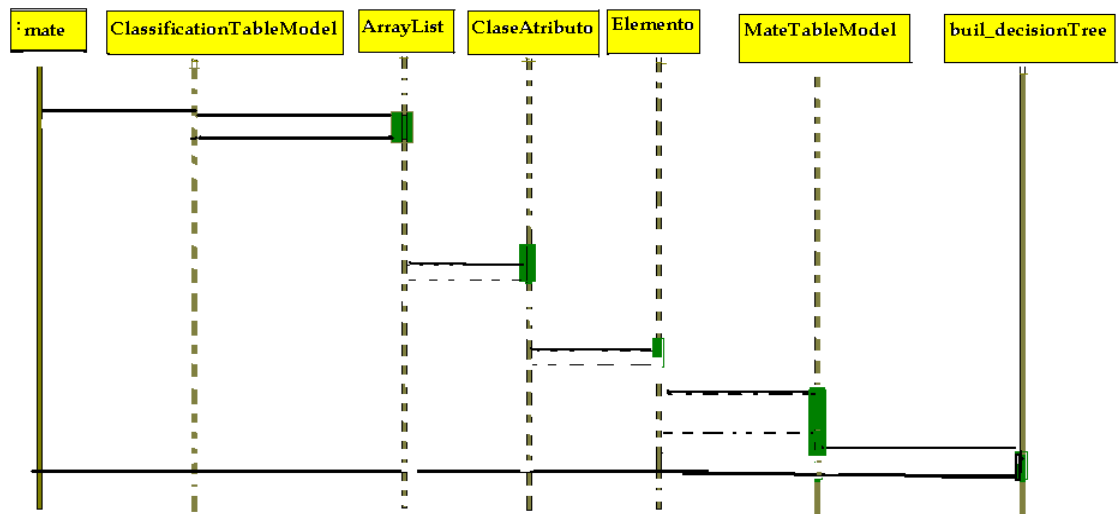 : mate
ClassificationTableModel
ArrayList
ClaseAtributo
Elemento
MateTableModel
buil_decisionTree